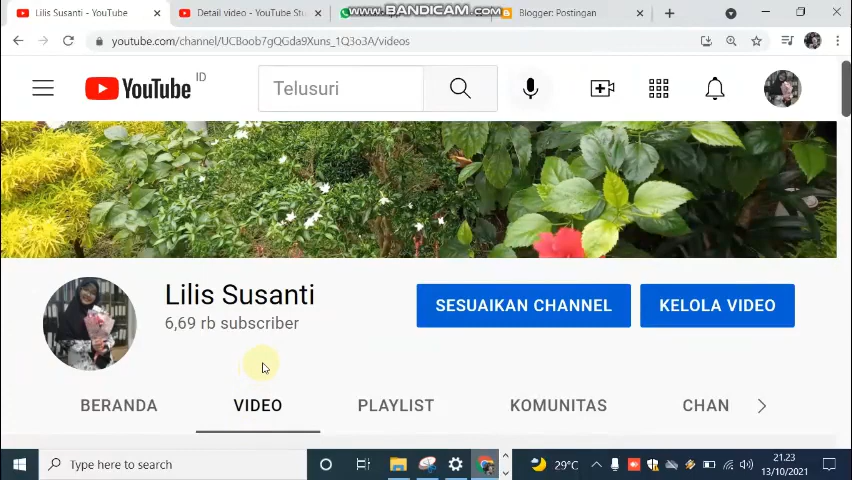 Lilis Susanti - YouTube
Detail video - YouTube Stu
www.BANDICAM.com
Blogger: Postingan
youtube.com/channel/UCBoob7gQGda9Xuns_1Q3o3A/videos
YouTube ID
Telusuri
Lilis Susanti
6,69 rb subscriber
SESUAIKAN CHANNEL
KELOLA VIDEO
BERANDA
VIDEO
PLAYLIST
KOMUNITAS
CHAN
Type here to search
29°C
21.23
13/10/2021